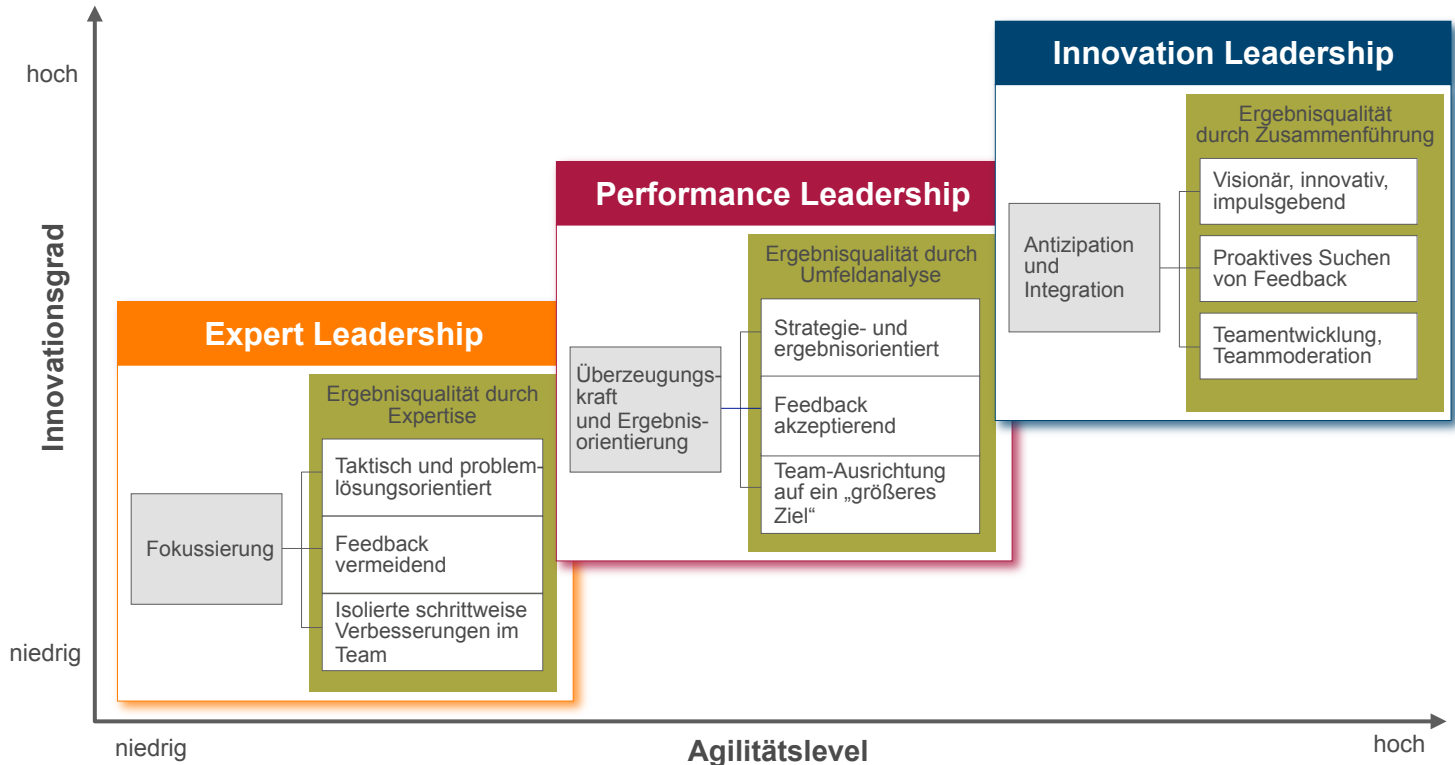 Innovation Leadership
hoch
Ergebnisqualität
durch Zusammenführung
Visionär, innovativ,
impulsgebend
Antizipation
und
Integration
Proaktives Suchen
von Feedback
Teamentwicklung,
Teammoderation
Performance Leadership
Ergebnisqualität durch
Umfeldanalyse
Strategie- und
ergebnisorientiert
Überzeugungs-
kraft
und Ergebnis-
orientierung
Feedback
akzeptierend
Team-Ausrichtung
auf ein „größeres
Ziel“
Innovationsgrad
Expert Leadership
Ergebnisqualität durch
Expertise
Taktisch und problem-
lösungsorientiert
Fokussierung
Feedback
vermeidend
Isolierte schrittweise
Verbesserungen im
Team
niedrig
niedrig
Agilitätslevel
hoch